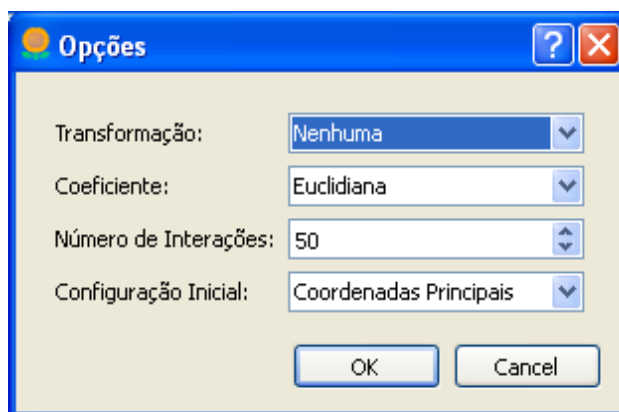 Opções
Transformação: Nenhuma
Coeficiente: Euclidiana
Número de Interações: 50
Configuração Inicial: Coordenadas Principais
OK Cancel